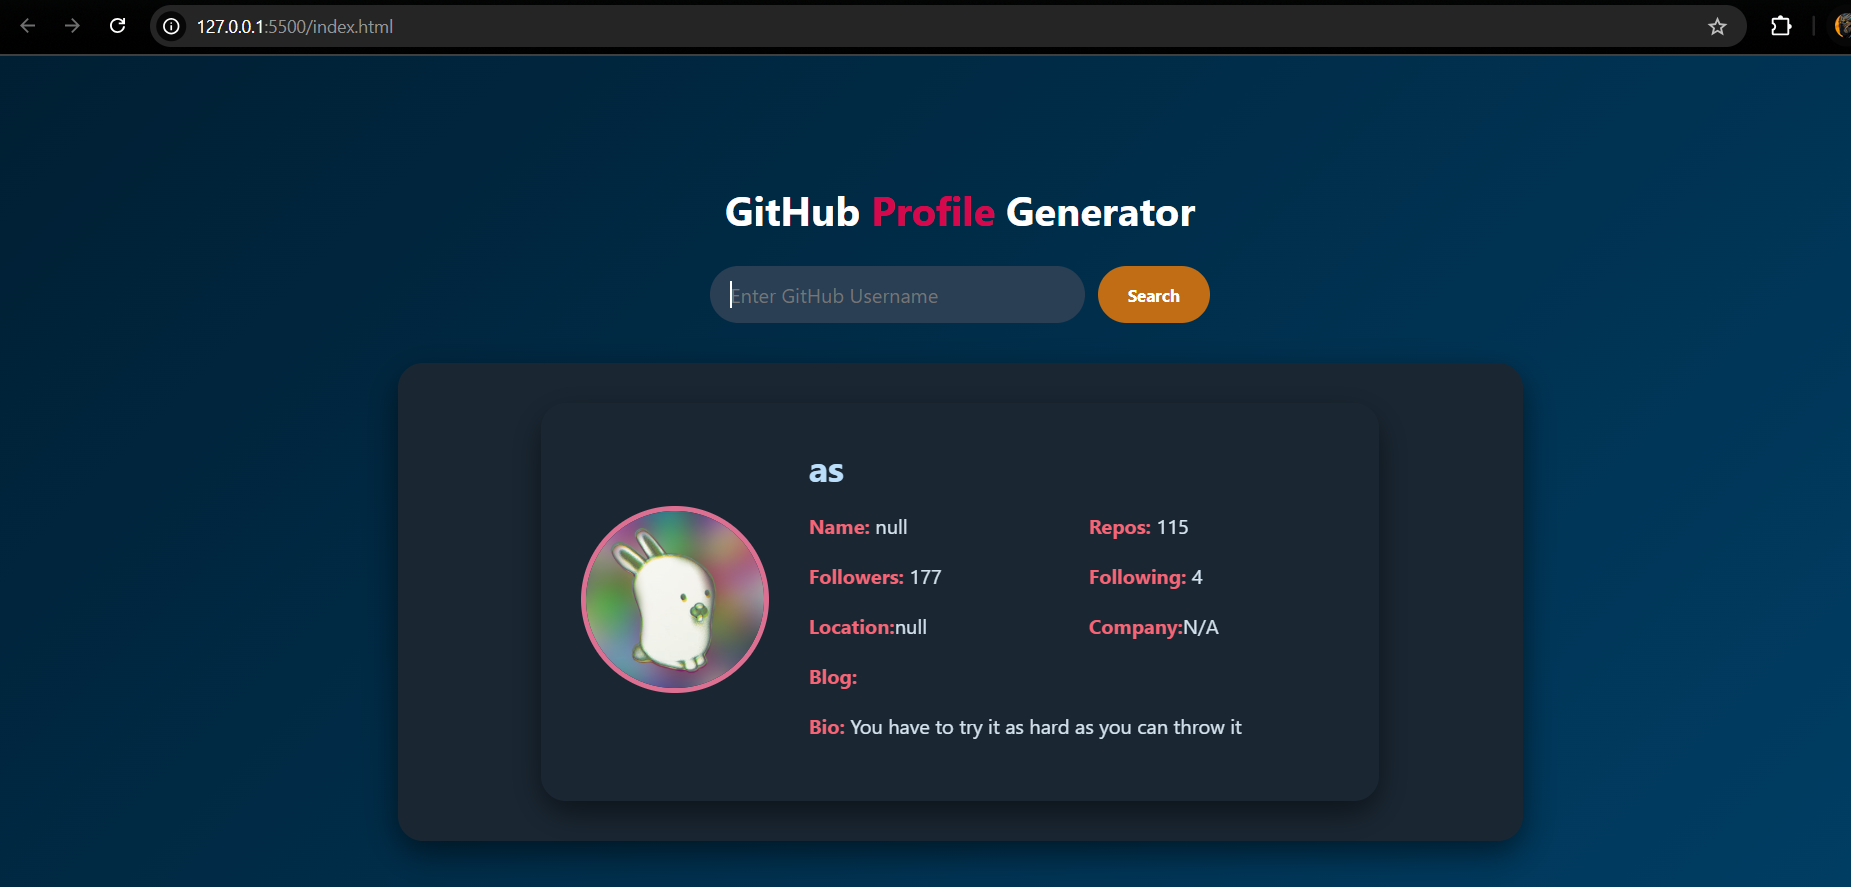 127.0.0.1:5500/index.html
GitHub Profile Generator
Enter GitHub Username
Search
as
Name: null
Repos: 115
Followers: 177
Following: 4
Location:null
Company:N/A
Blog:
Bio: You have to try it as hard as you can throw it